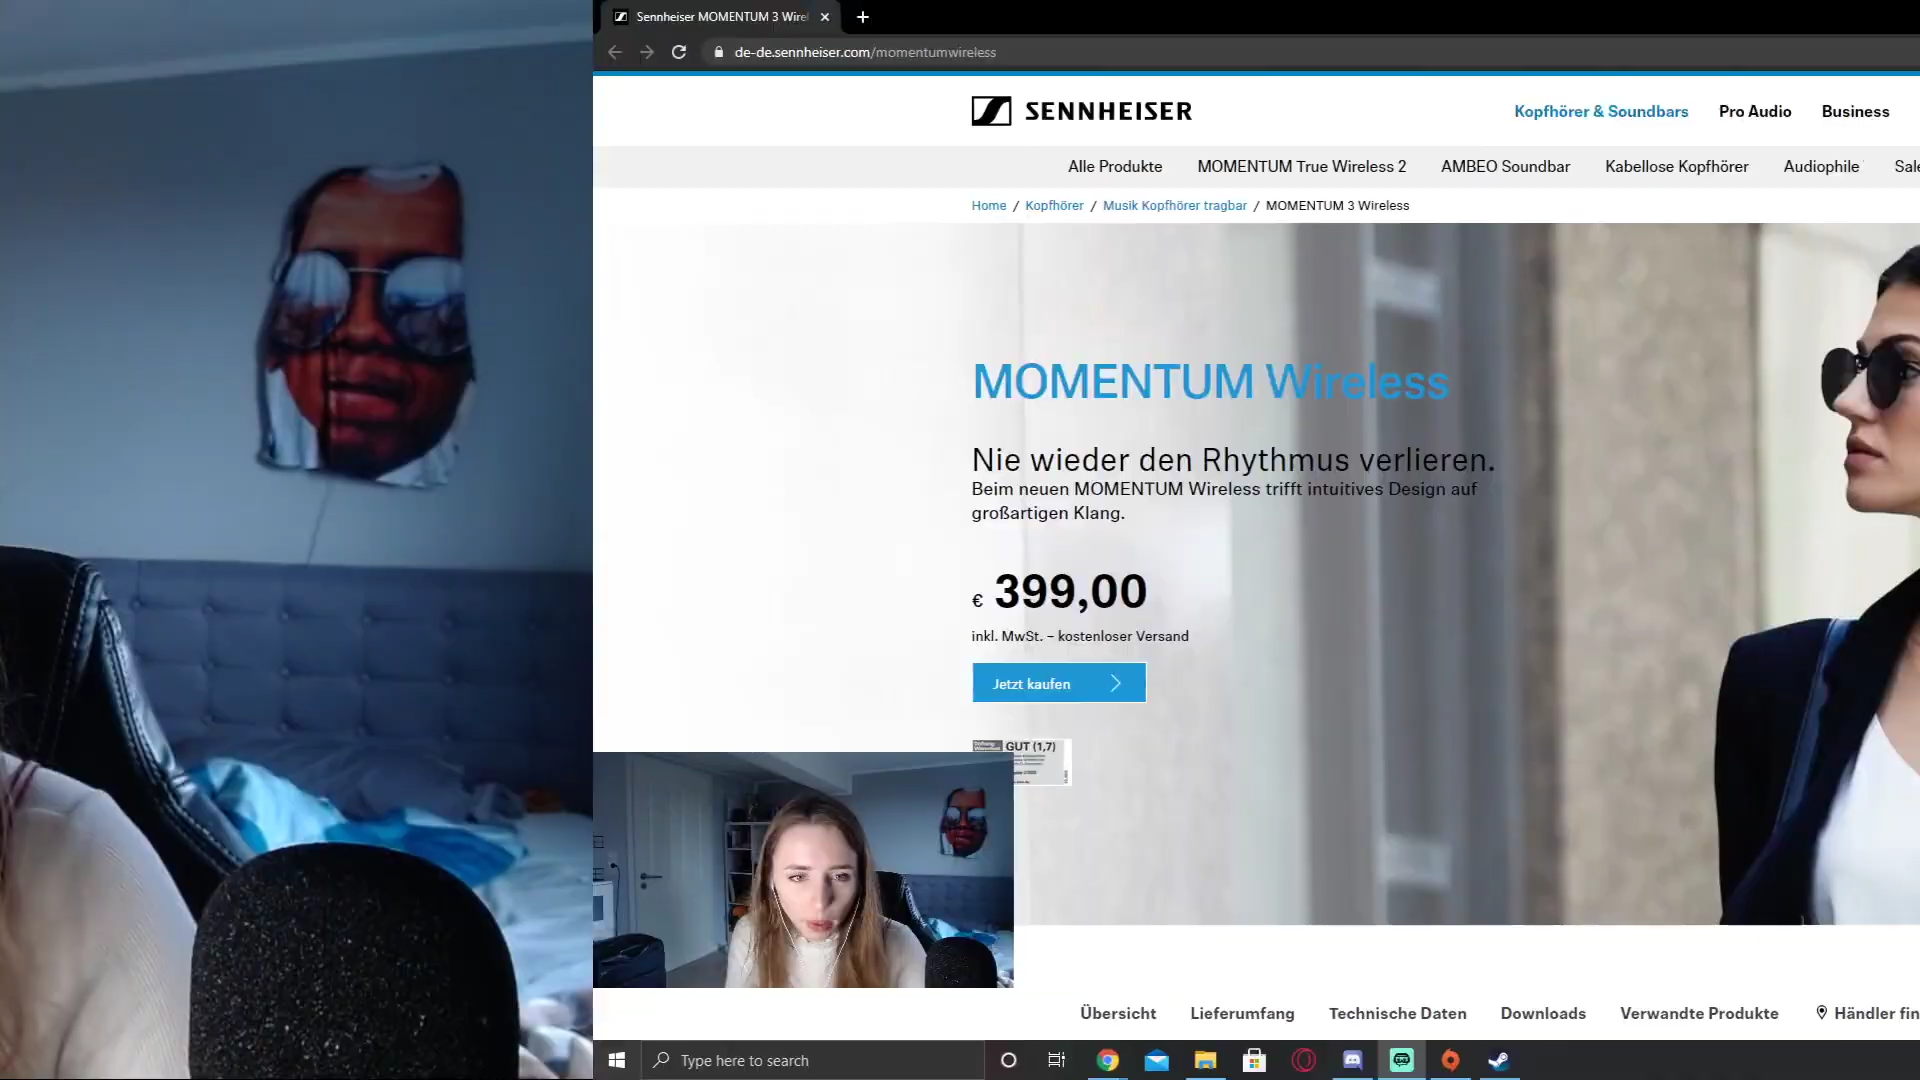 Sennheiser MOMENTUM 3 Wirel
de-de.sennheiser.com/momentumwireless
SENNHEISER
Kopfhörer & Soundbars Pro Audio Business
Alle Produkte MOMENTUM True Wireless 2 AMBEO Soundbar Kabellose Kopfhörer Audiophile Sale
Home / Kopfhörer / Musik Kopfhörer tragbar / MOMENTUM 3 Wireless
MOMENTUM Wireless
Nie wieder den Rhythmus verlieren.
Beim neuen MOMENTUM Wireless trifft intuitives Design auf
großartigen Klang.
€ 399,00
inkl. MwSt. – kostenloser Versand
Jetzt kaufen
GUT (1,7)
Übersicht Lieferumfang Technische Daten Downloads Verwandte Produkte Händler fin
Type here to search